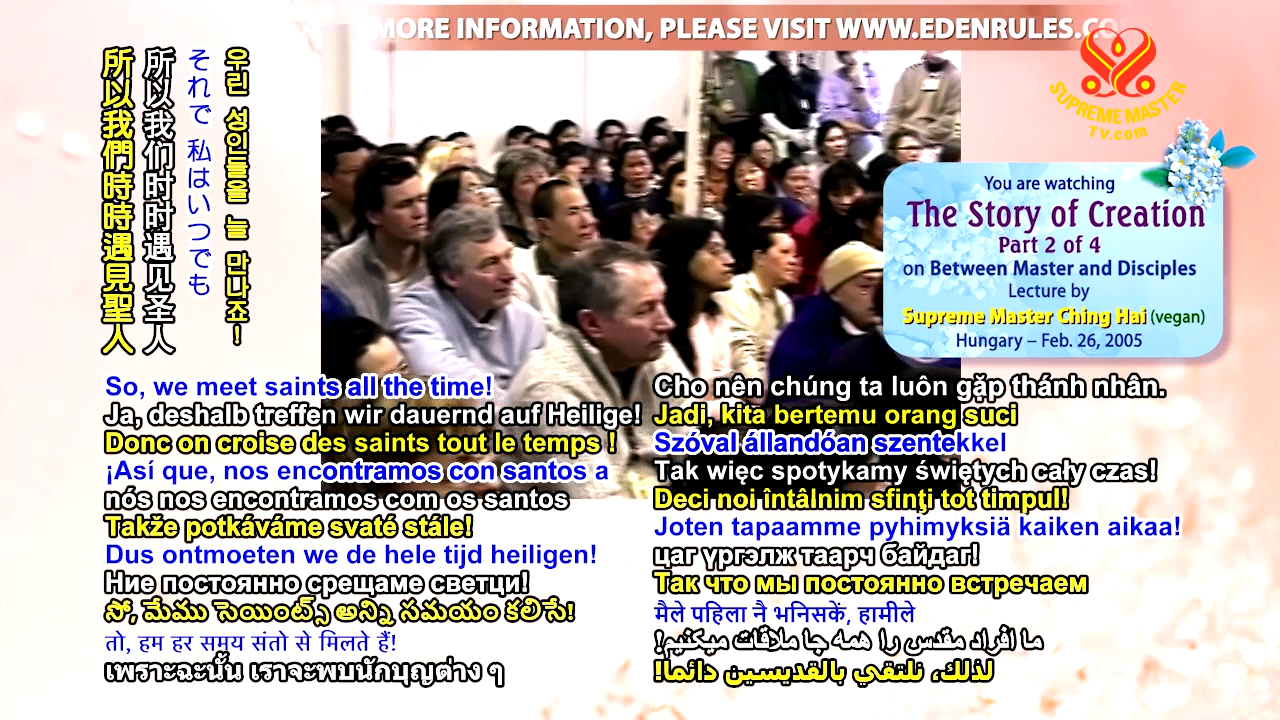 MORE INFORMATION, PLEASE VISIT WWW.EDENRULES.CO
SUPREME MASTER
TV.com
You are watching
The Story of Creation
Part 2 of 4
on Between Master and Disciples
Lecture by
Supreme Master Ching Hai (vegan)
Hungary – Feb. 26, 2005
所以我們時時遇見聖人
所以我们时时遇见圣人
それで 私はいつでも
우린 성인들을 늘 만나죠!
So, we meet saints all the time!
Ja, deshalb treffen wir dauernd auf Heilige!
Donc on croise des saints tout le temps !
¡Así que, nos encontramos con santos a
nós nos encontramos com os santos
Takže potkáváme svaté stále!
Dus ontmoeten we de hele tijd heiligen!
Ние постоянно срещаме светци!
సో, మేము సెయింట్స్ అన్ని సమయం కలిసే!
तो, हम हर समय संतो से मिलते हैं!
เพราะฉะนั้น เราจะพบนักบุญต่าง ๆ
Cho nên chúng ta luôn gặp thánh nhân.
Jadi, kita bertemu orang suci
Szóval állandóan szentekkel
Tak więc spotykamy świętych cały czas!
Deci noi întâlnim sfinţi tot timpul!
Joten tapaamme pyhimyksiä kaiken aikaa!
цаг үргэлж таарч байдаг!
Так что мы постоянно встречаем
मैले पहिला नै भनिसकें, हामीले
ما افراد مقدس را همه جا ملاقات میکنیم!
لذلك، نلتقي بالقديسين دائما!